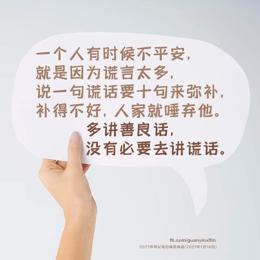 一个人有时候不平安，
就是因为谎言太多，
说一句谎话要十句来弥补，
补得不好，人家就唾弃他。
多讲善良话，
没有必要去讲谎话。
fb.com/guanyinxlfm